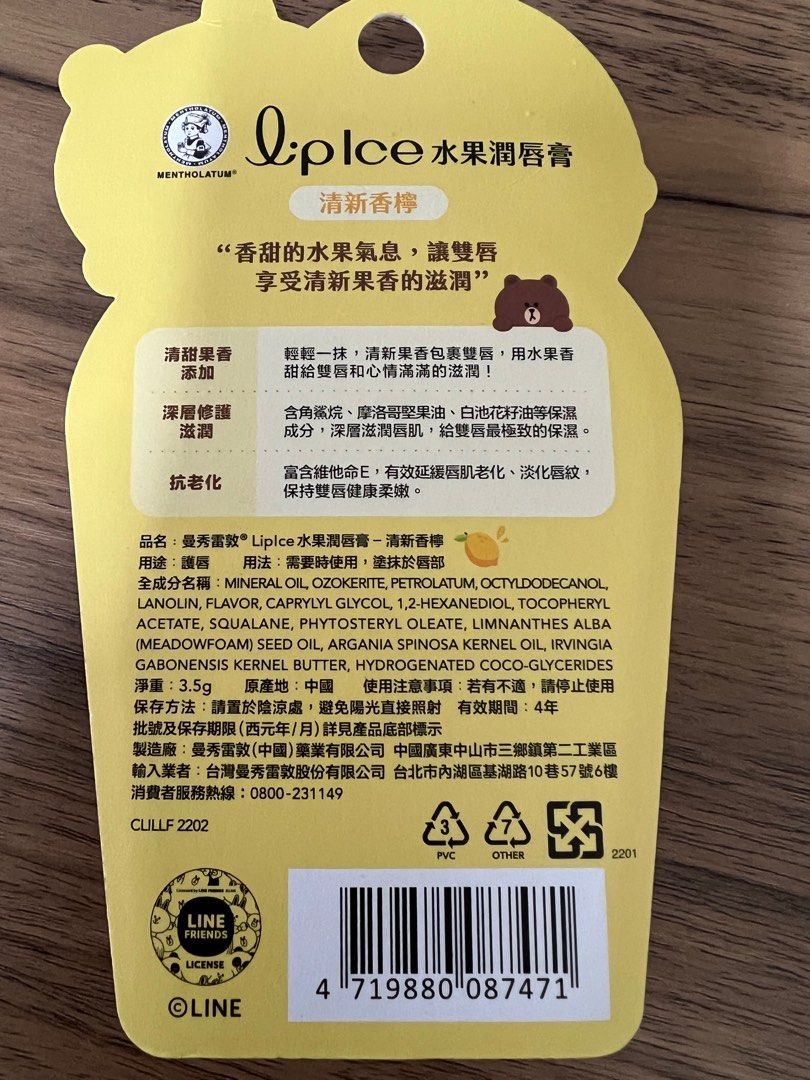 MENTHOLATUM®
LipIce 水果潤唇膏
清新香檸
“香甜的水果氣息，讓雙唇
享受清新果香的滋潤”
清甜果香
添加
輕輕一抹，清新果香包裹雙唇，用水果香
甜給雙唇和心情滿滿的滋潤！
深層修護
滋潤
含角鯊烷、摩洛哥堅果油、白池花籽油等保濕
成分，深層滋潤唇肌，給雙唇最極致的保濕。
抗老化
富含維他命E，有效延緩唇肌老化、淡化唇紋，
保持雙唇健康柔嫩。
品名：曼秀雷敦® LipIce 水果潤唇膏－清新香檸
用途：護唇 用法：需要時使用，塗抹於唇部
全成分名稱：MINERAL OIL, OZOKERITE, PETROLATUM, OCTYLDODECANOL,
LANOLIN, FLAVOR, CAPRYLYL GLYCOL, 1,2-HEXANEDIOL, TOCOPHERYL
ACETATE, SQUALANE, PHYTOSTERYL OLEATE, LIMNANTHES ALBA
(MEADOWFOAM) SEED OIL, ARGANIA SPINOSA KERNEL OIL, IRVINGIA
GABONENSIS KERNEL BUTTER, HYDROGENATED COCO-GLYCERIDES
淨重：3.5g 原產地：中國 使用注意事項：若有不適，請停止使用
保存方法：請置於陰涼處，避免陽光直接照射 有效期間：4年
批號及保存期限(西元年/月)詳見產品底部標示
製造廠：曼秀雷敦(中國)藥業有限公司 中國廣東中山市三鄉鎮第二工業區
輸入業者：台灣曼秀雷敦股份有限公司 台北市內湖區基湖路10巷57號6樓
消費者服務熱線：0800-231149
CLILLF 2202
3
PVC
7
OTHER
2201
LINE
FRIENDS
LICENSE
©LINE
4 719880 087471